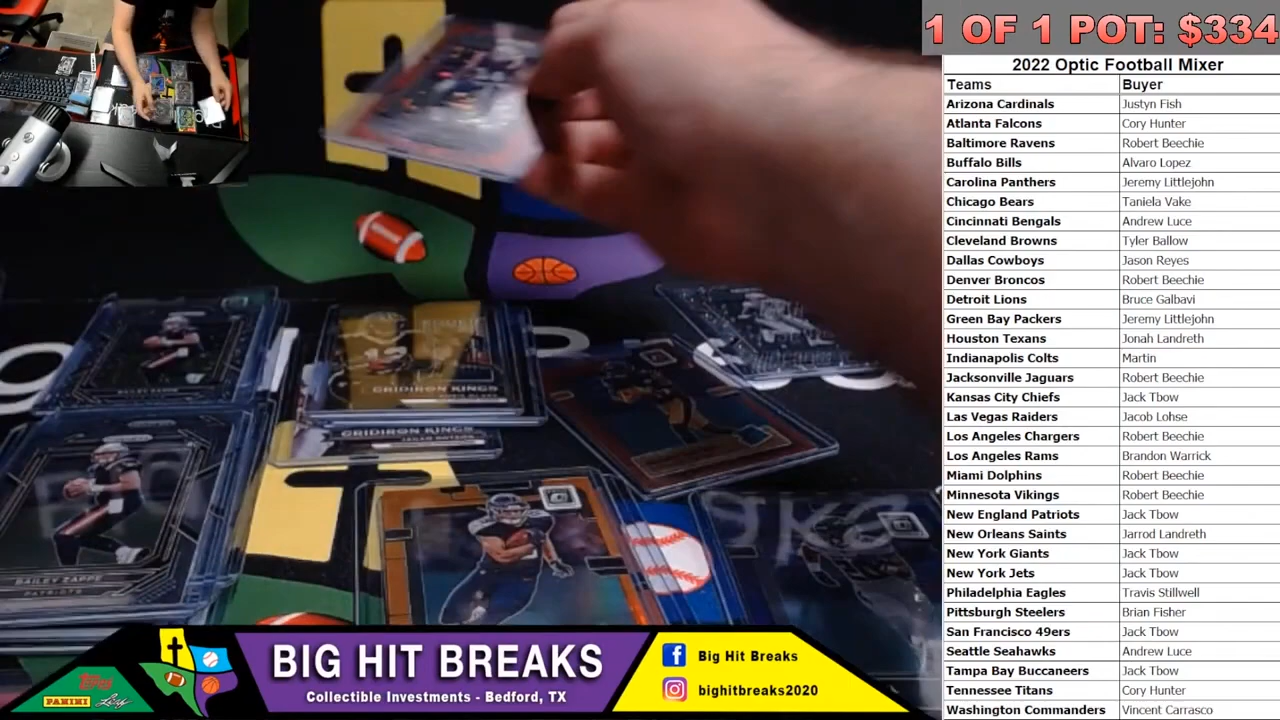 1 OF 1 POT: $334
2022 Optic Football Mixer
Teams Buyer
Arizona Cardinals Justyn Fish
Atlanta Falcons Cory Hunter
Baltimore Ravens Robert Beechie
Buffalo Bills Alvaro Lopez
Carolina Panthers Jeremy Littlejohn
Chicago Bears Taniela Vake
Cincinnati Bengals Andrew Luce
Cleveland Browns Tyler Ballow
Dallas Cowboys Jason Reyes
Denver Broncos Robert Beechie
Detroit Lions Bruce Galbavi
Green Bay Packers Jeremy Littlejohn
Houston Texans Jonah Landreth
Indianapolis Colts Martin
Jacksonville Jaguars Robert Beechie
Kansas City Chiefs Jack Tbow
Las Vegas Raiders Jacob Lohse
Los Angeles Chargers Robert Beechie
Los Angeles Rams Brandon Warrick
Miami Dolphins Robert Beechie
Minnesota Vikings Robert Beechie
New England Patriots Jack Tbow
New Orleans Saints Jarrod Landreth
New York Giants Jack Tbow
New York Jets Jack Tbow
Philadelphia Eagles Travis Stillwell
Pittsburgh Steelers Brian Fisher
San Francisco 49ers Jack Tbow
Seattle Seahawks Andrew Luce
Tampa Bay Buccaneers Jack Tbow
Tennessee Titans Cory Hunter
Washington Commanders Vincent Carrasco
GRIDIRON KINGS
GRIDIRON KINGS
BAILEY ZAPPE
PATRIOTS
Topps
PANINI Leaf
BIG HIT BREAKS
Collectible Investments - Bedford, TX
Big Hit Breaks
bighitbreaks2020